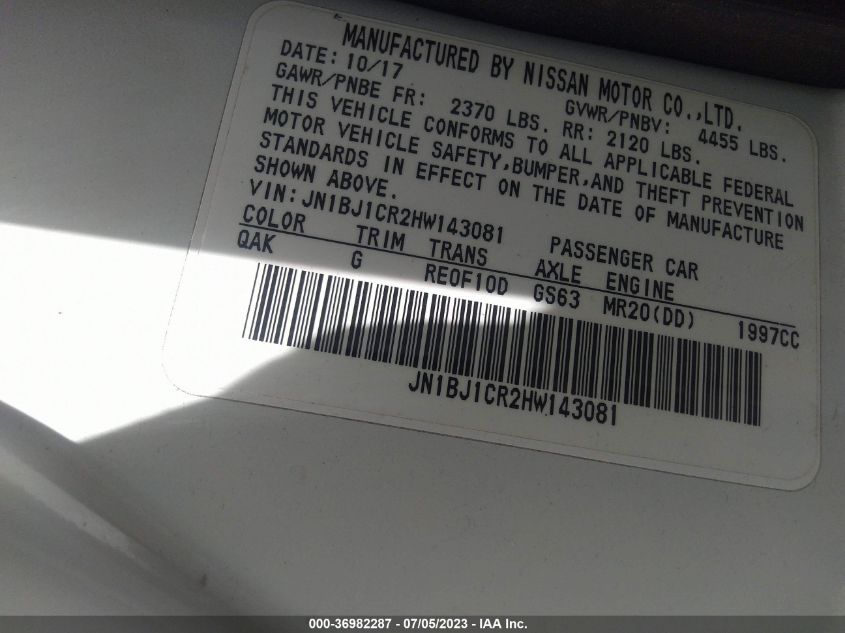 MANUFACTURED BY NISSAN MOTOR CO.,LTD.
DATE: 10/17 GVWR/PNBV: 4455 LBS.
GAWR/PNBE FR: 2370 LBS. RR: 2120 LBS.
THIS VEHICLE CONFORMS TO ALL APPLICABLE FEDERAL
MOTOR VEHICLE SAFETY,BUMPER,AND THEFT PREVENTION
STANDARDS IN EFFECT ON THE DATE OF MANUFACTURE
SHOWN ABOVE.
VIN:JN1BJ1CR2HW143081 PASSENGER CAR
COLOR TRIM TRANS AXLE ENGINE
QAK G RE0F10D GS63 MR20(DD) 1997CC
JN1BJ1CR2HW143081
000-36982287 - 07/05/2023 - IAA Inc.